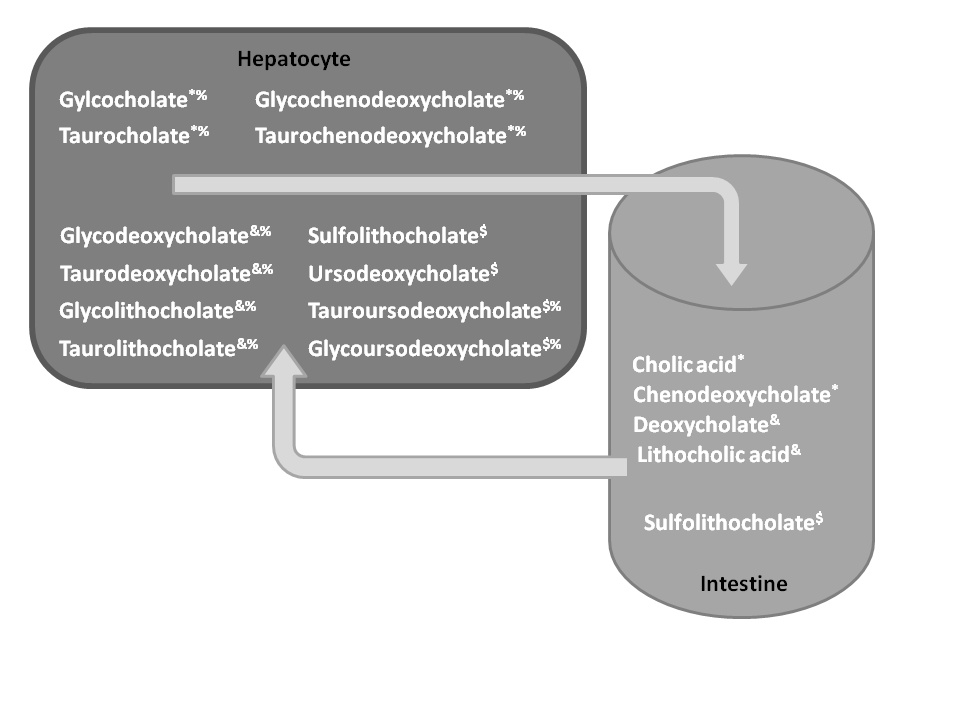 Hepatocyte
Gylcocholate*% Glycochenodeoxycholate*%
Taurocholate*% Taurochenodeoxycholate*%
Glycodeoxycholate&% Sulfolithocholate$
Taurodeoxycholate&% Ursodeoxycholate$
Glycolithocholate&% Tauroursodeoxycholate$%
Taurolithocholate&% Glycoursodeoxycholate$%
Cholic acid*
Chenodeoxycholate*
Deoxycholate&
Lithocholic acid&
Sulfolithocholate$
Intestine